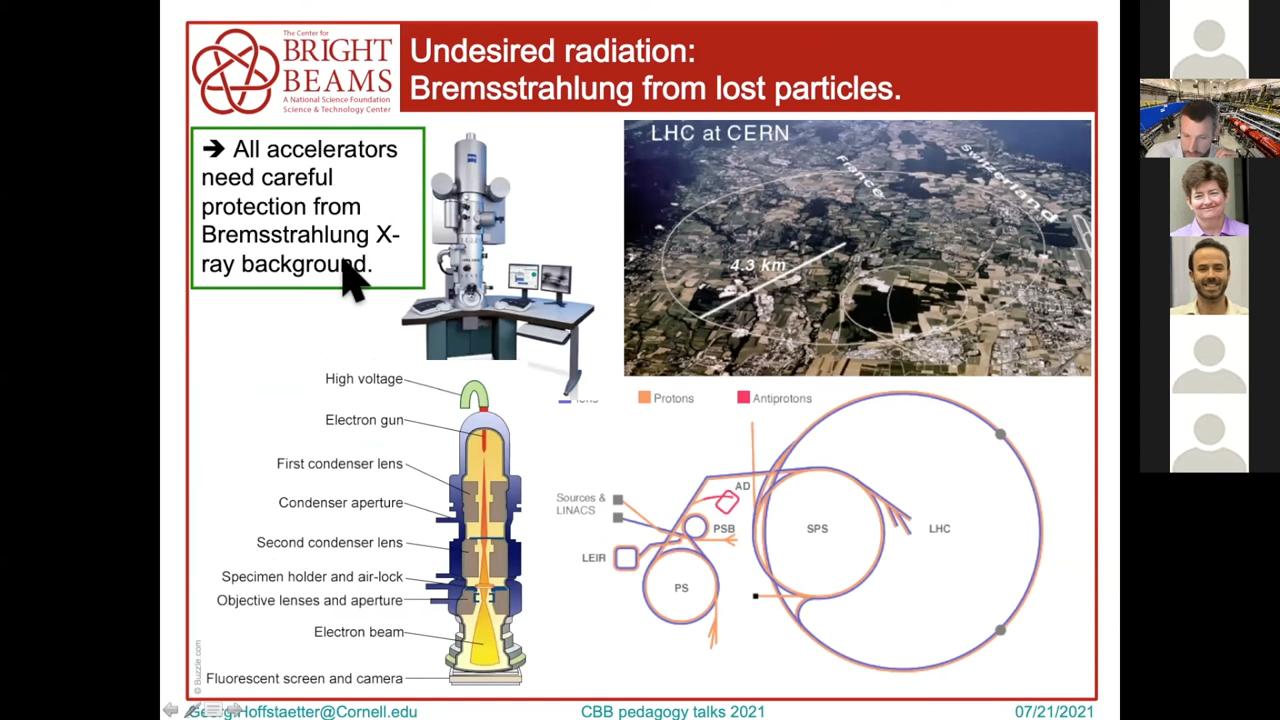 The Center for
BRIGHT
BEAMS
A National Science Foundation
Science & Technology Center
Undesired radiation:
Bremsstrahlung from lost particles.
➔ All accelerators
need careful
protection from
Bremsstrahlung X-
ray background.
LHC at CERN
France
Switzerland
4.3 km
High voltage
Electron gun
First condenser lens
Condenser aperture
Second condenser lens
Specimen holder and air-lock
Objective lenses and aperture
Electron beam
Fluorescent screen and camera
© Buzzle.com
Protons
Antiprotons
Sources &
LINACS
AD
PSB
LEIR
PS
SPS
LHC
Georg.Hoffstaetter@Cornell.edu
CBB pedagogy talks 2021
07/21/2021